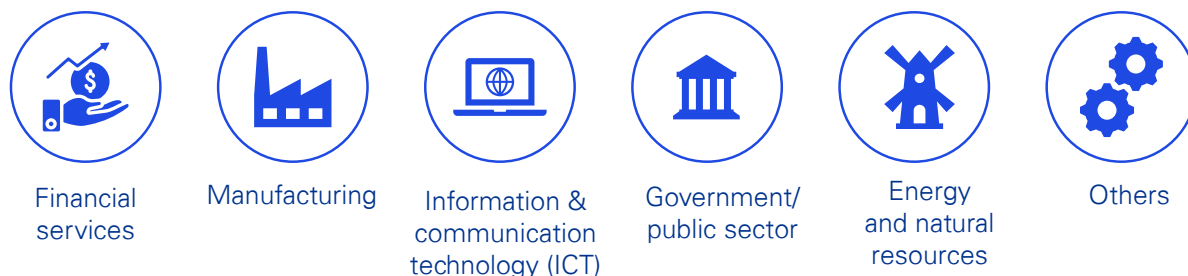 $
Financial
services
Manufacturing
Information &
communication
technology (ICT)
Government/
public sector
Energy
and natural
resources
Others